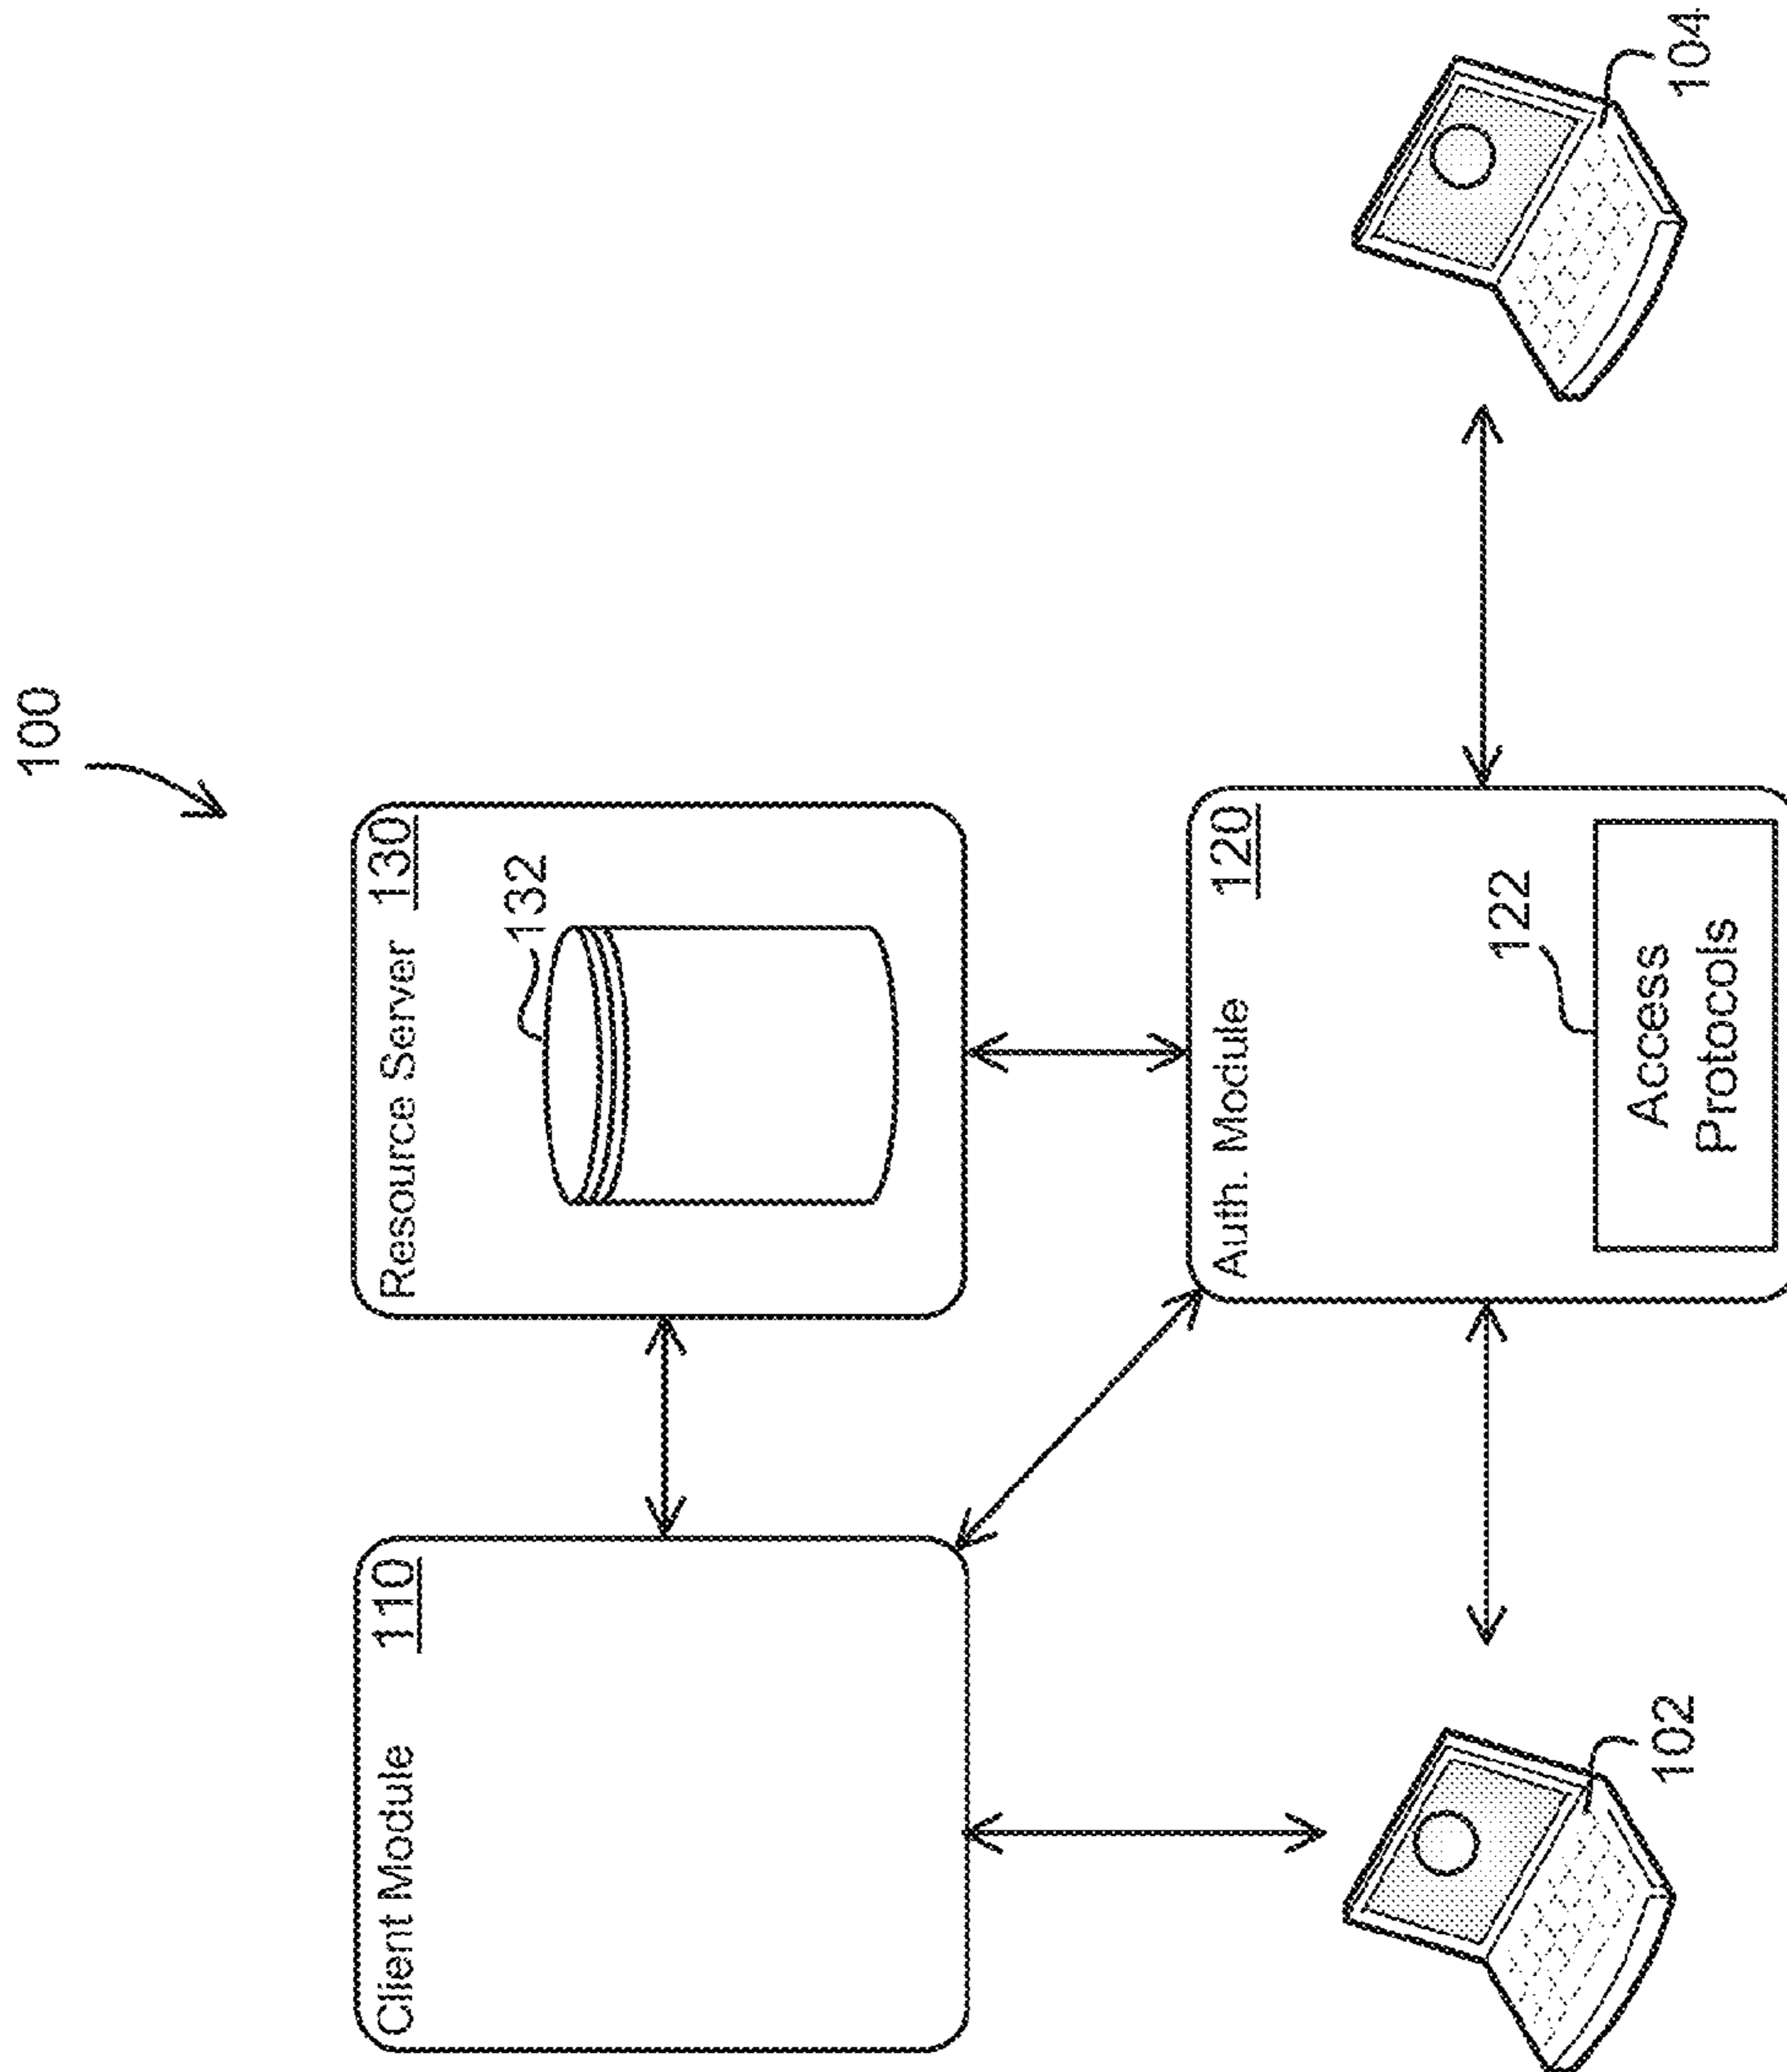 100
Client Module 110
Resource Server 130
132
Auth. Module 120
122
Access
Protocols
102
104